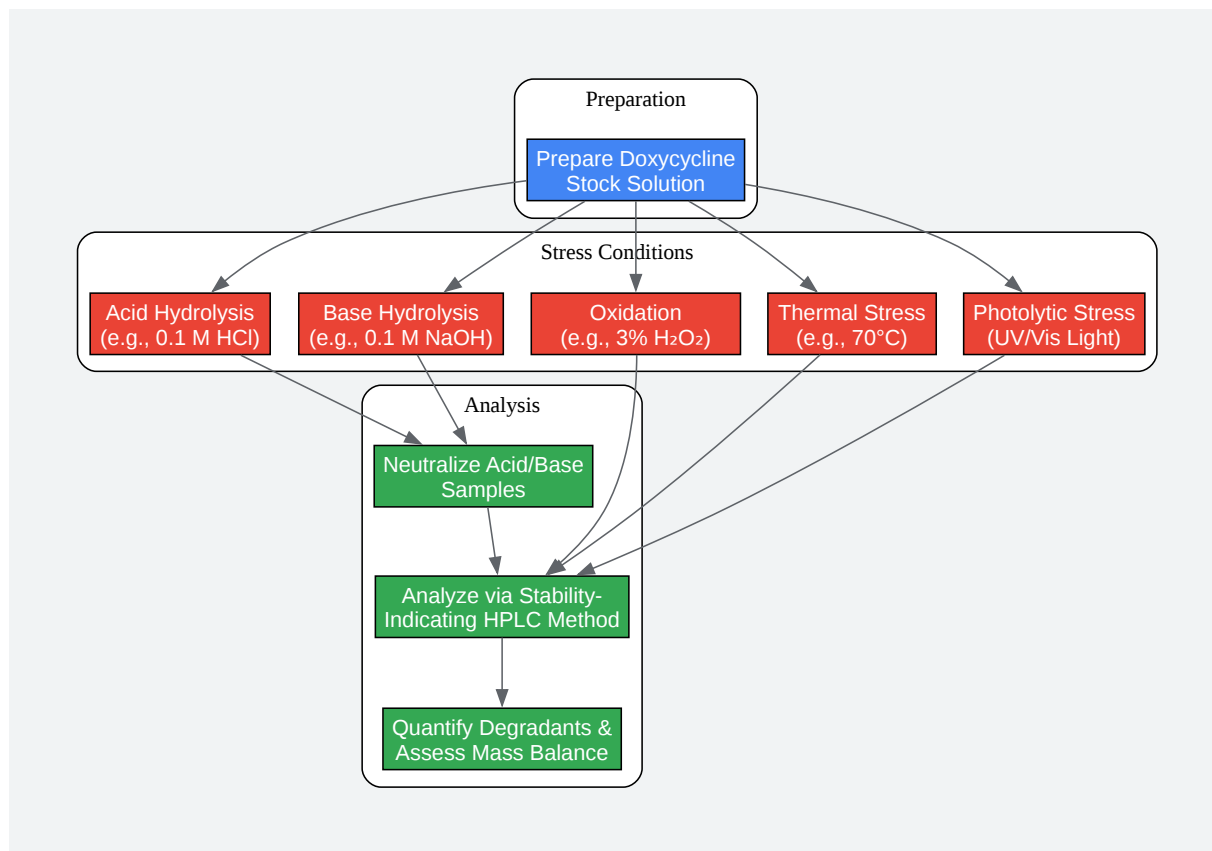 Preparation
Prepare Doxycycline
Stock Solution
Stress Conditions
Acid Hydrolysis
(e.g., 0.1 M HCl)
Base Hydrolysis
(e.g., 0.1 M NaOH)
Oxidation
(e.g., 3% H₂O₂)
Thermal Stress
(e.g., 70°C)
Photolytic Stress
(UV/Vis Light)
Analysis
Neutralize Acid/Base
Samples
Analyze via Stability-
Indicating HPLC Method
Quantify Degradants &
Assess Mass Balance